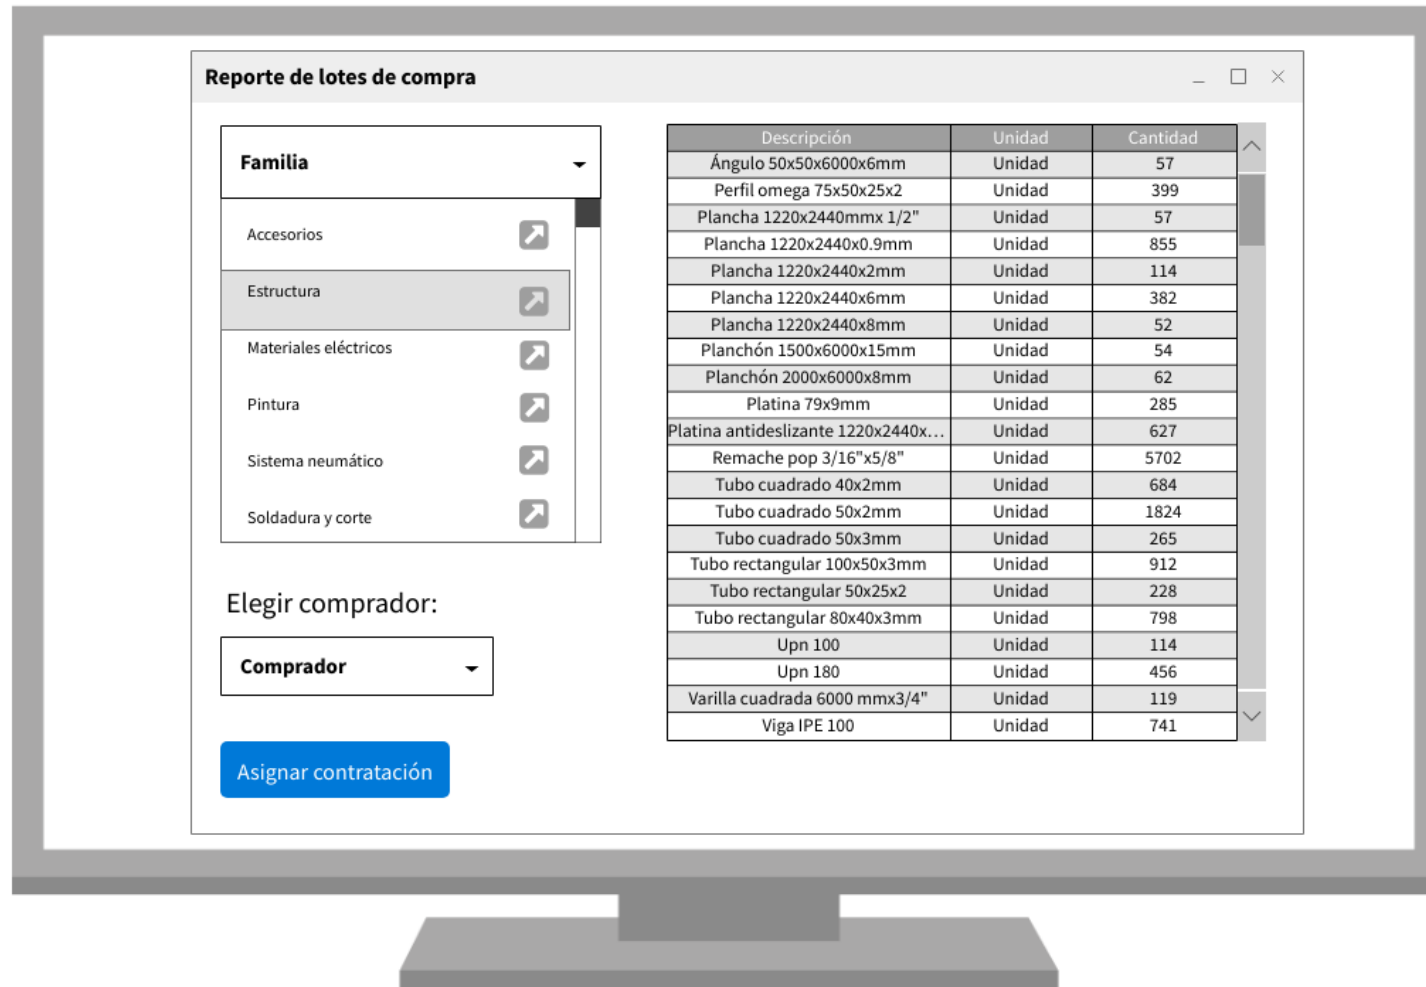 Reporte de lotes de compra
Familia
Accesorios
Estructura
Materiales eléctricos
Pintura
Sistema neumático
Soldadura y corte
Elegir comprador:
Comprador
Asignar contratación
Descripción Unidad Cantidad
Ángulo 50x50x6000x6mm Unidad 57
Perfil omega 75x50x25x2 Unidad 399
Plancha 1220x2440mmx 1/2" Unidad 57
Plancha 1220x2440x0.9mm Unidad 855
Plancha 1220x2440x2mm Unidad 114
Plancha 1220x2440x6mm Unidad 382
Plancha 1220x2440x8mm Unidad 52
Planchón 1500x6000x15mm Unidad 54
Planchón 2000x6000x8mm Unidad 62
Platina 79x9mm Unidad 285
Platina antideslizante 1220x2440x... Unidad 627
Remache pop 3/16"x5/8" Unidad 5702
Tubo cuadrado 40x2mm Unidad 684
Tubo cuadrado 50x2mm Unidad 1824
Tubo cuadrado 50x3mm Unidad 265
Tubo rectangular 100x50x3mm Unidad 912
Tubo rectangular 50x25x2 Unidad 228
Tubo rectangular 80x40x3mm Unidad 798
Upn 100 Unidad 114
Upn 180 Unidad 456
Varilla cuadrada 6000 mmx3/4" Unidad 119
Viga IPE 100 Unidad 741